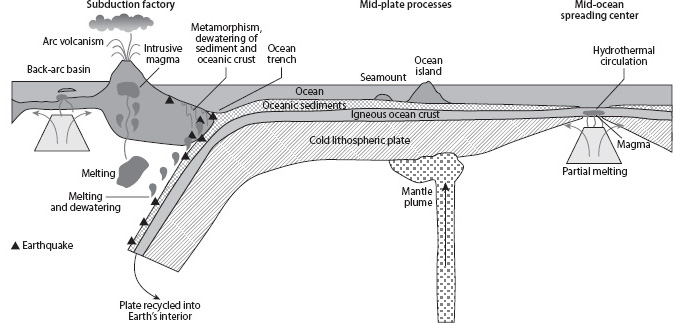 Subduction factory
Mid-plate processes
Mid-ocean
spreading center
Metamorphism,
dewatering of
sediment and
oceanic crust
Arc volcanism
Intrusive
magma
Ocean
trench
Hydrothermal
circulation
Back-arc basin
Seamount
Ocean
island
Ocean
Oceanic sediments
Igneous ocean crust
Cold lithospheric plate
Magma
Partial melting
Melting
Mantle
plume
Melting
and dewatering
Earthquake
Plate recycled into
Earth's interior